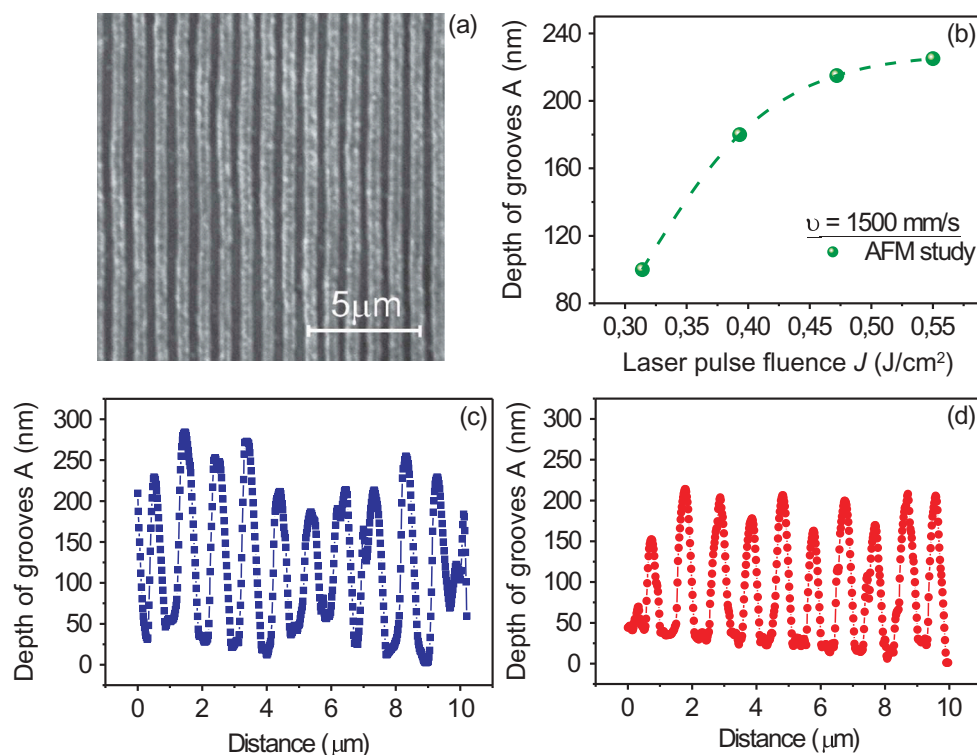 (a)
5μm
(b)
Depth of grooves A (nm)
240
200
160
120
80
υ = 1500 mm/s
AFM study
0,30 0,35 0,40 0,45 0,50 0,55
Laser pulse fluence J (J/cm²)
(c)
Depth of grooves A (nm)
300
250
200
150
100
50
0
0 2 4 6 8 10
Distance (μm)
(d)
Depth of grooves A (nm)
300
250
200
150
100
50
0
0 2 4 6 8 10
Distance (μm)